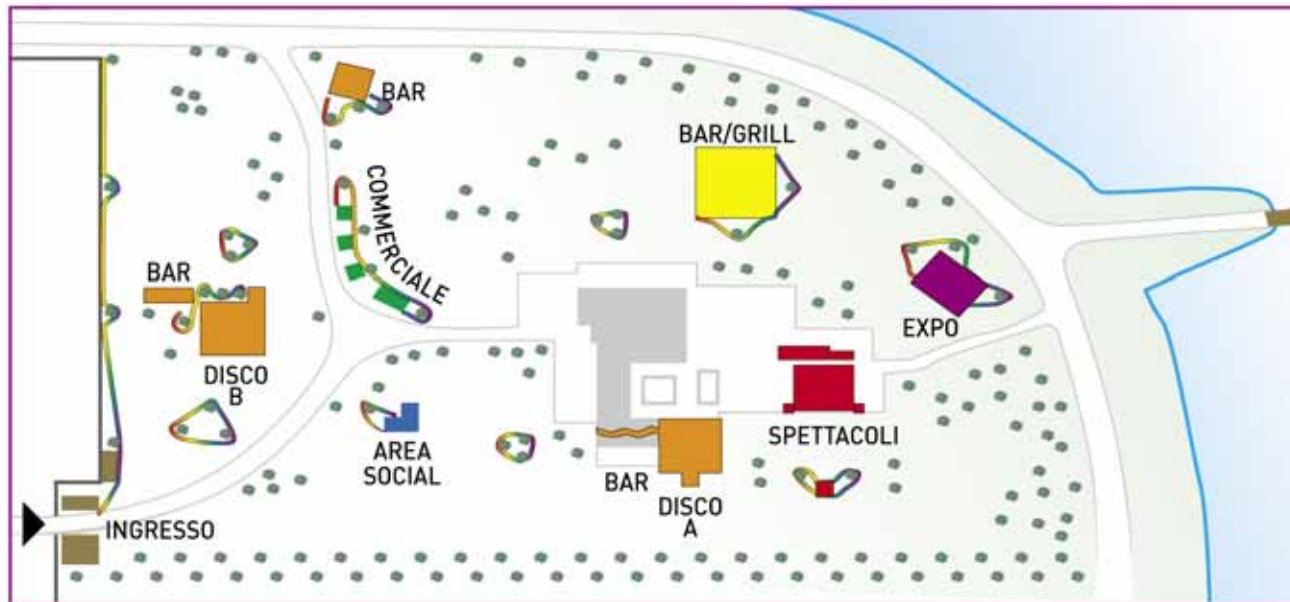 BAR
BAR/GRILL
COMMERCIALE
BAR
EXPO
DISCO
B
SPETTACOLI
AREA
SOCIAL
BAR
DISCO
A
INGRESSO